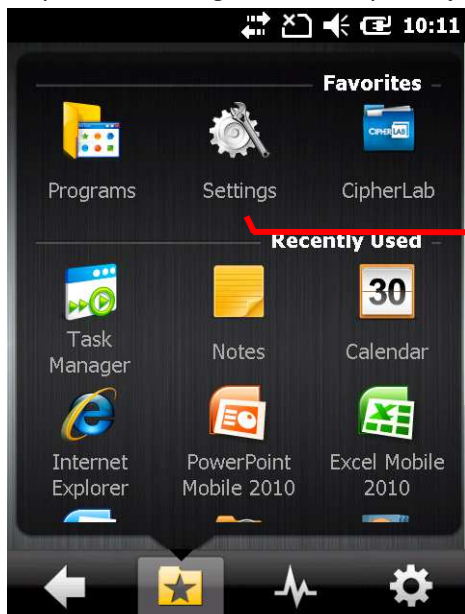 10:11
Favorites
CIPHERLAB
Programs Settings CipherLab
Recently Used
30
Task
Manager
Notes
Calendar
Internet
Explorer
PowerPoint
Mobile 2010
Excel Mobile
2010